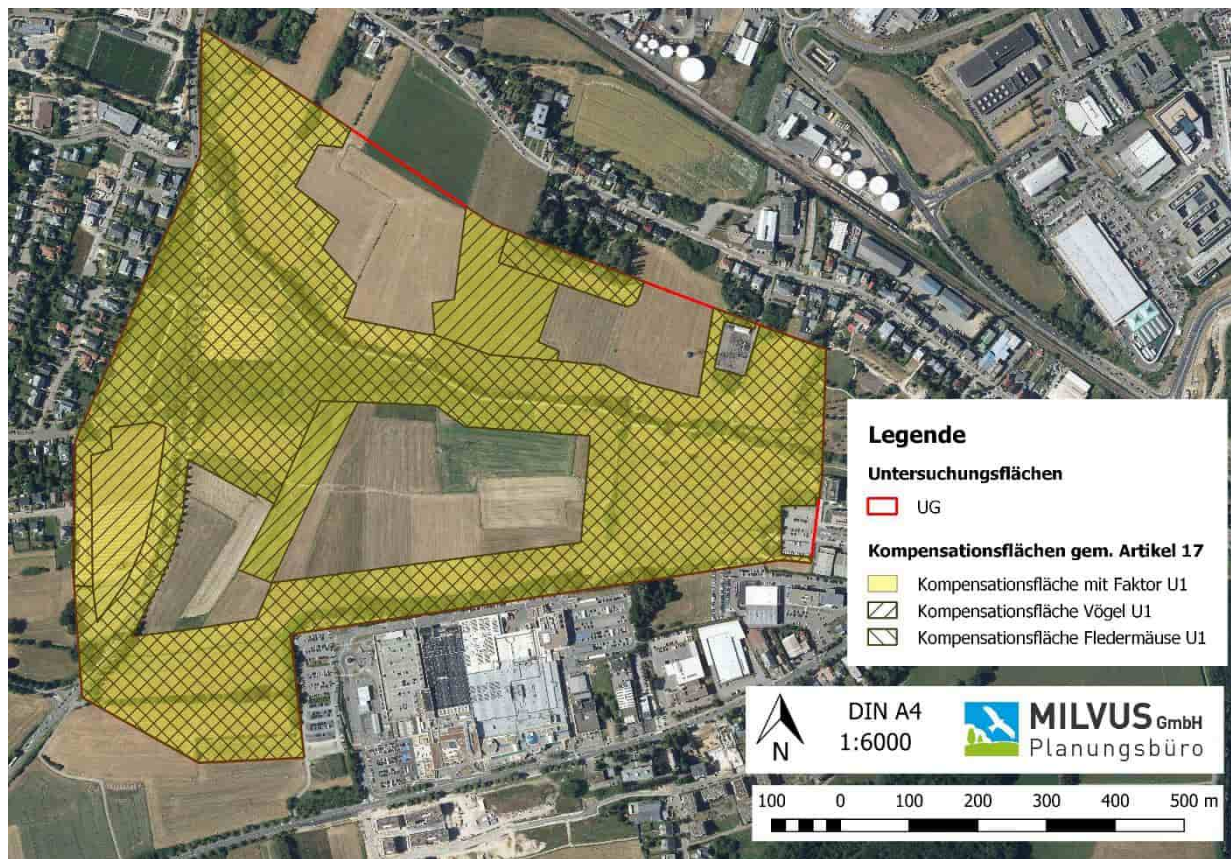 Legende
Untersuchungsflächen
UG
Kompensationsflächen gem. Artikel 17
Kompensationsfläche mit Faktor U1
Kompensationsfläche Vögel U1
Kompensationsfläche Fledermäuse U1
N
DIN A4
1:6000
MILVUS GmbH
Planungsbüro
100 0 100 200 300 400 500 m